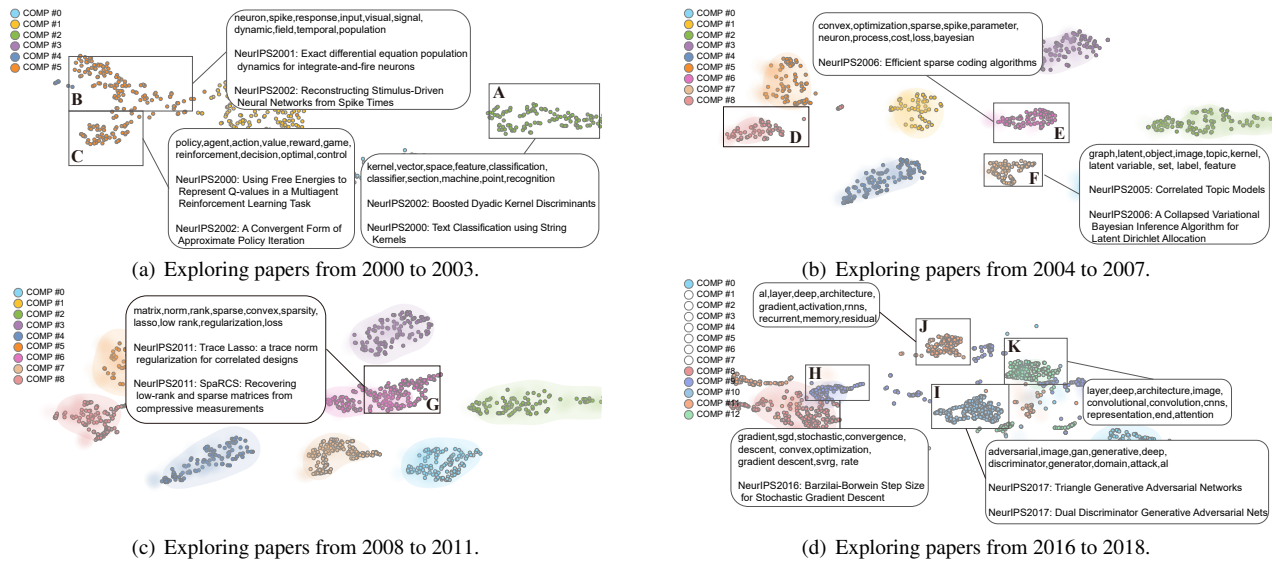 COMP #0
COMP #1
COMP #2
COMP #3
COMP #4
COMP #5
neuron,spike,response,input,visual,signal,
dynamic,field,temporal,population
NeurIPS2001: Exact differential equation population
dynamics for integrate-and-fire neurons
NeurIPS2002: Reconstructing Stimulus-Driven
Neural Networks from Spike Times
A
B
C
policy,agent,action,value,reward,game,
reinforcement,decision,optimal,control
NeurIPS2000: Using Free Energies to
Represent Q-values in a Multiagent
Reinforcement Learning Task
NeurIPS2002: A Convergent Form of
Approximate Policy Iteration
kernel,vector,space,feature,classification,
classifier,section,machine,point,recognition
NeurIPS2002: Boosted Dyadic Kernel Discriminants
NeurIPS2000: Text Classification using String
Kernels
(a) Exploring papers from 2000 to 2003.
COMP #0
COMP #1
COMP #2
COMP #3
COMP #4
COMP #5
COMP #6
COMP #7
COMP #8
convex,optimization,sparse,spike,parameter,
neuron,process,cost,loss,bayesian
NeurIPS2006: Efficient sparse coding algorithms
D
E
F
graph,latent,object,image,topic,kernel,
latent variable, set, label, feature
NeurIPS2005: Correlated Topic Models
NeurIPS2006: A Collapsed Variational
Bayesian Inference Algorithm for
Latent Dirichlet Allocation
(b) Exploring papers from 2004 to 2007.
COMP #0
COMP #1
COMP #2
COMP #3
COMP #4
COMP #5
COMP #6
COMP #7
COMP #8
matrix,norm,rank,sparse,convex,sparsity,
lasso,low rank,regularization,loss
NeurIPS2011: Trace Lasso: a trace norm
regularization for correlated designs
NeurIPS2011: SpaRCS: Recovering
low-rank and sparse matrices from
compressive measurements
G
(c) Exploring papers from 2008 to 2011.
COMP #0
COMP #1
COMP #2
COMP #3
COMP #4
COMP #5
COMP #6
COMP #7
COMP #8
COMP #9
COMP #10
COMP #11
COMP #12
al,layer,deep,architecture,
gradient,activation,rnns,
recurrent,memory,residual
J
K
H
I
layer,deep,architecture,image,
convolutional,convolution,cnns,
representation,end,attention
gradient,sgd,stochastic,convergence,
descent, convex,optimization,
gradient descent,svrg, rate
NeurIPS2016: Barzilai-Borwein Step Size
for Stochastic Gradient Descent
adversarial,image,gan,generative,deep,
discriminator,generator,domain,attack,al
NeurIPS2017: Triangle Generative Adversarial Networks
NeurIPS2017: Dual Discriminator Generative Adversarial Nets
(d) Exploring papers from 2016 to 2018.